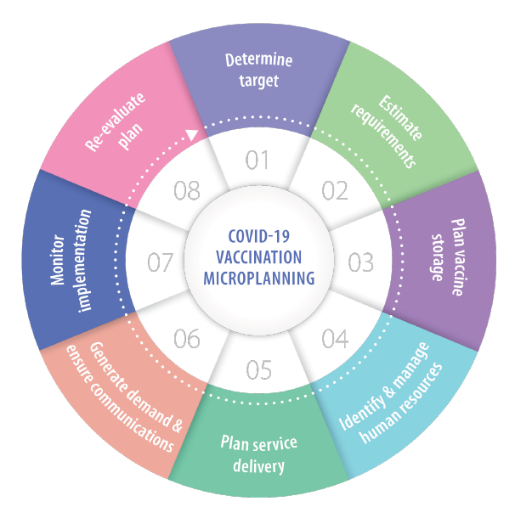 Determine
target
01
Estimate
requirements
02
Plan vaccine
storage
03
Identify & manage
human resources
04
Plan service
delivery
05
Generate demand &
ensure communications
06
Monitor
implementation
07
Re-evaluate
plan
08
COVID-19
VACCINATION
MICROPLANNING